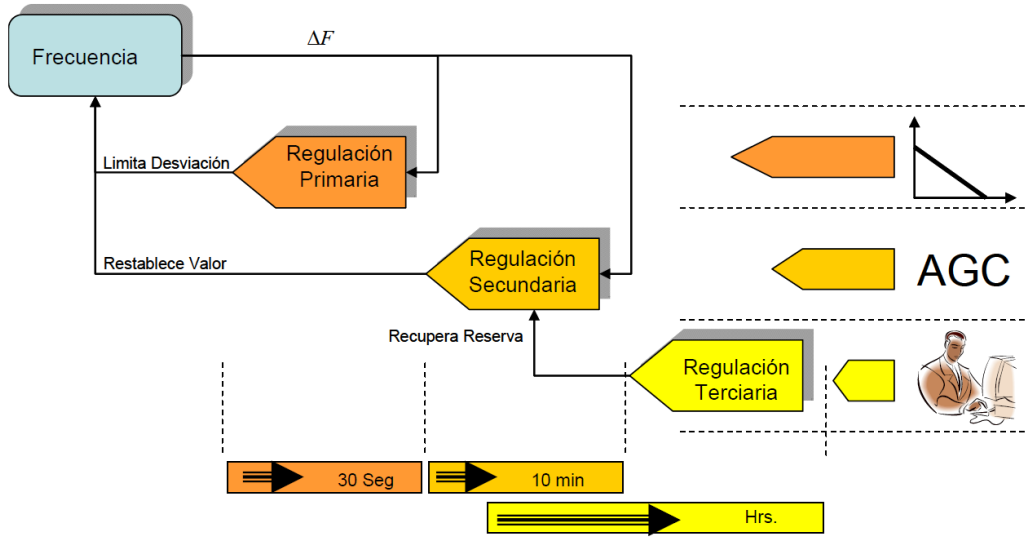 Frecuencia
ΔF
Limita Desviación
Regulación
Primaria
Restablece Valor
Regulación
Secundaria
AGC
Recupera Reserva
Regulación
Terciaria
30 Seg
10 min
Hrs.